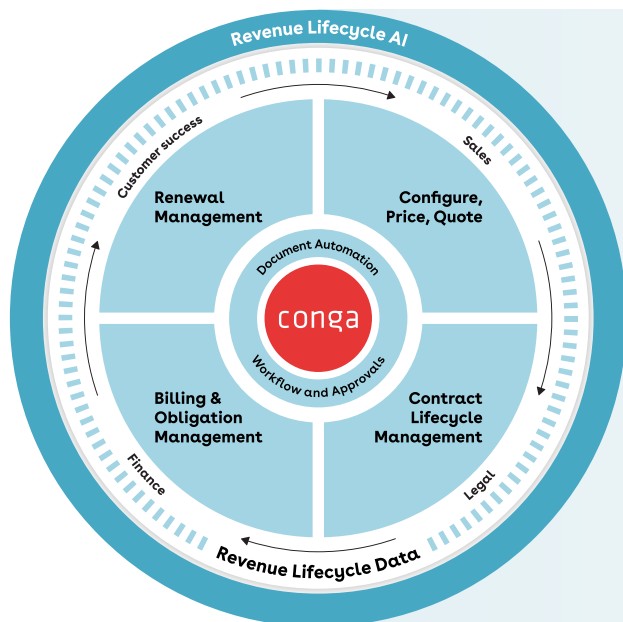 Revenue Lifecycle AI
Customer success
Sales
Renewal
Management
Configure,
Price, Quote
Document Automation
conga
Workflow and Approvals
Billing &
Obligation
Management
Contract
Lifecycle
Management
Finance
Legal
Revenue Lifecycle Data